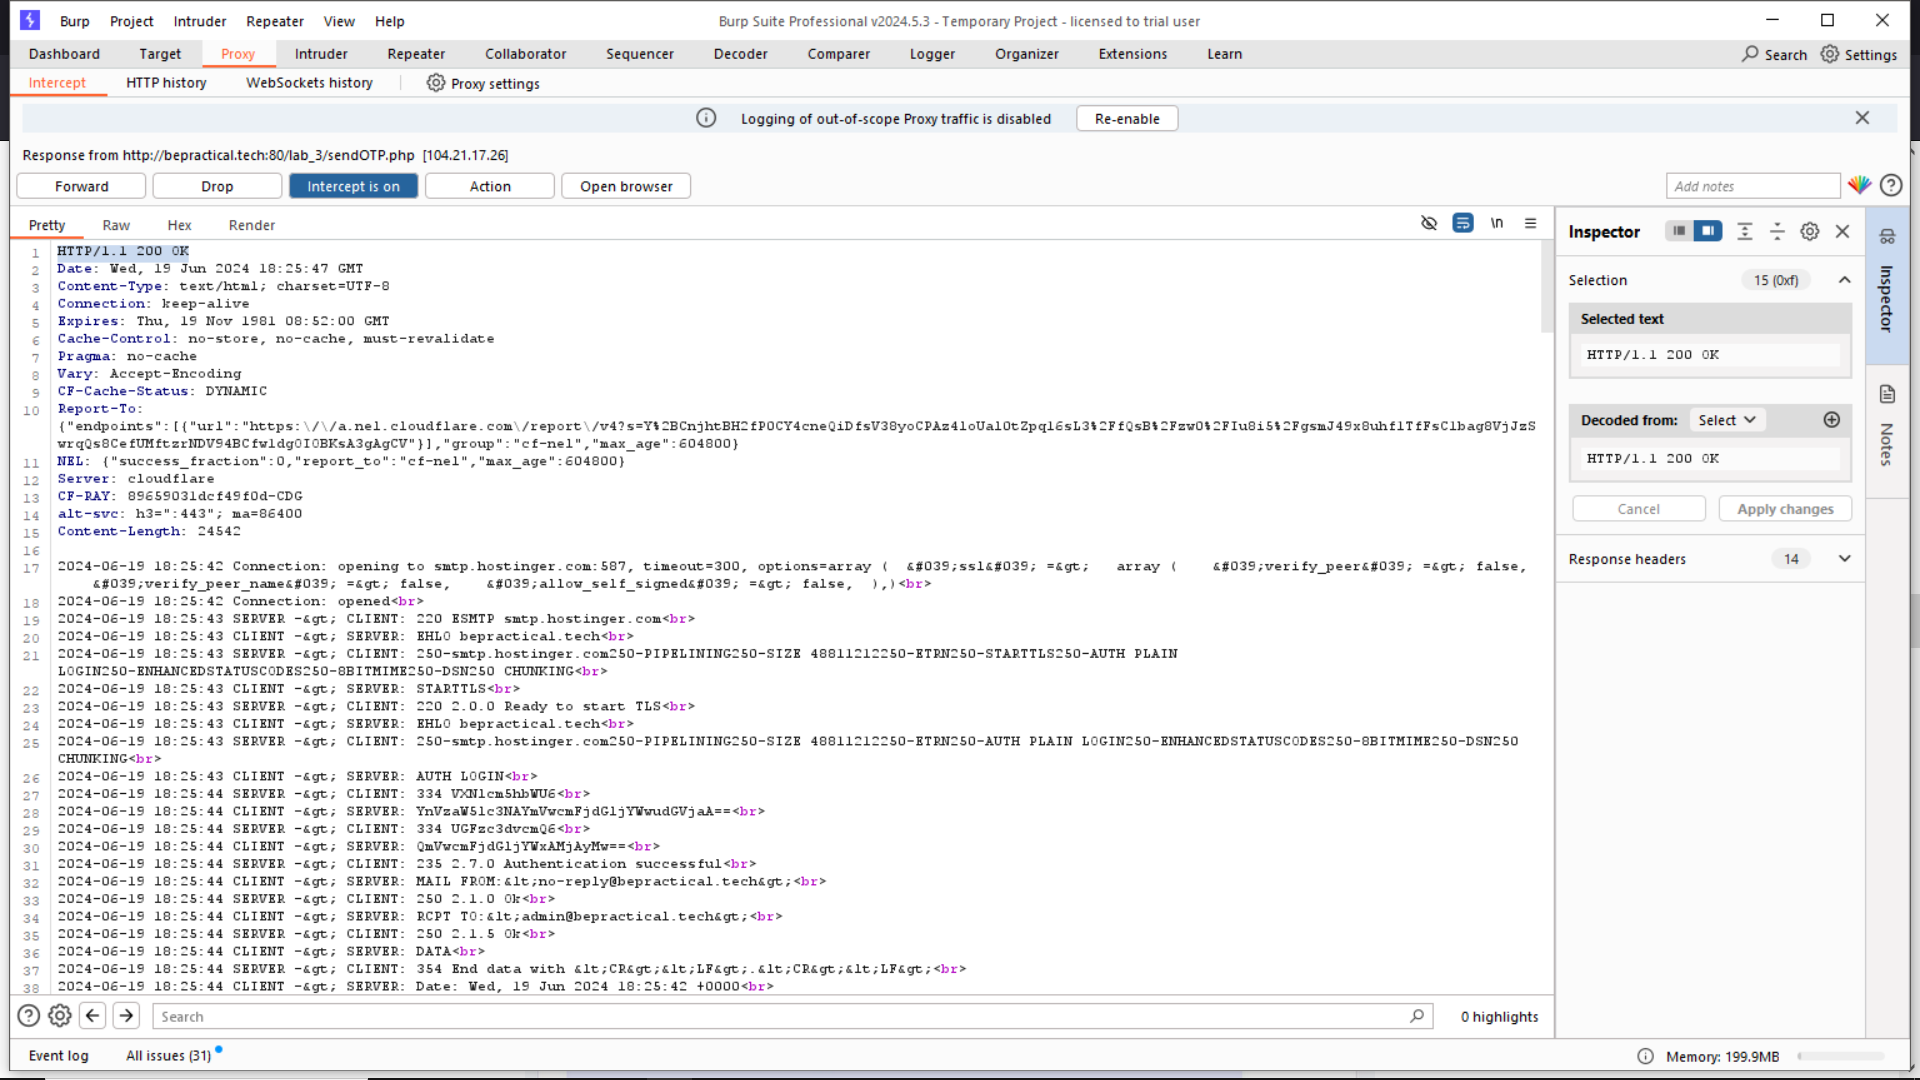 Burp Project Intruder Repeater View Help
Burp Suite Professional v2024.5.3 - Temporary Project - licensed to trial user
Dashboard Target Proxy Intruder Repeater Collaborator Sequencer Decoder Comparer Logger Organizer Extensions Learn
Search Settings
Intercept HTTP history WebSockets history Proxy settings
Logging of out-of-scope Proxy traffic is disabled Re-enable
Response from http://bepractical.tech:80/lab_3/sendOTP.php [104.21.17.26]
Forward Drop Intercept is on Action Open browser
Add notes
Pretty Raw Hex Render
\n
1 HTTP/1.1 200 OK
2 Date: Wed, 19 Jun 2024 18:25:47 GMT
3 Content-Type: text/html; charset=UTF-8
4 Connection: keep-alive
5 Expires: Thu, 19 Nov 1981 08:52:00 GMT
6 Cache-Control: no-store, no-cache, must-revalidate
7 Pragma: no-cache
8 Vary: Accept-Encoding
9 CF-Cache-Status: DYNAMIC
10 Report-To:
11 NEL: {"success_fraction":0,"report_to":"cf-nel","max_age":604800}
12 Server: cloudflare
13 CF-RAY: 89659031dcf49f0d-CDG
14 alt-svc: h3=":443"; ma=86400
15 Content-Length: 24542
16
17 2024-06-19 18:25:42 Connection: opening to smtp.hostinger.com:587, timeout=300, options=array (  &#039;ssl&#039; =&gt;   array (    &#039;verify_peer&#039; =&gt; false,
&#039;verify_peer_name&#039; =&gt; false,    &#039;allow_self_signed&#039; =&gt; false,  ),)<br>
18 2024-06-19 18:25:42 Connection: opened<br>
19 2024-06-19 18:25:43 SERVER -&gt; CLIENT: 220 ESMTP smtp.hostinger.com<br>
20 2024-06-19 18:25:43 CLIENT -&gt; SERVER: EHLO bepractical.tech<br>
21 2024-06-19 18:25:43 SERVER -&gt; CLIENT: 250-smtp.hostinger.com250-PIPELINING250-SIZE 48811212250-ETRN250-STARTTLS250-AUTH PLAIN
LOGIN250-ENHANCEDSTATUSCODES250-8BITMIME250-DSN250 CHUNKING<br>
22 2024-06-19 18:25:43 CLIENT -&gt; SERVER: STARTTLS<br>
23 2024-06-19 18:25:43 SERVER -&gt; CLIENT: 220 2.0.0 Ready to start TLS<br>
24 2024-06-19 18:25:43 CLIENT -&gt; SERVER: EHLO bepractical.tech<br>
25 2024-06-19 18:25:43 SERVER -&gt; CLIENT: 250-smtp.hostinger.com250-PIPELINING250-SIZE 48811212250-ETRN250-AUTH PLAIN LOGIN250-ENHANCEDSTATUSCODES250-8BITMIME250-DSN250
CHUNKING<br>
26 2024-06-19 18:25:43 CLIENT -&gt; SERVER: AUTH LOGIN<br>
27 2024-06-19 18:25:44 SERVER -&gt; CLIENT: 334 VXNlcm5hbWU6<br>
28 2024-06-19 18:25:44 CLIENT -&gt; SERVER: YnVzaW5lc3NAYmVwcmFjdGljYWwudGVjaA==<br>
29 2024-06-19 18:25:44 SERVER -&gt; CLIENT: 334 UGFzc3dvcmQ6<br>
30 2024-06-19 18:25:44 CLIENT -&gt; SERVER: QmVwcmFjdGljYWxAMjAyMw==<br>
31 2024-06-19 18:25:44 SERVER -&gt; CLIENT: 235 2.7.0 Authentication successful<br>
32 2024-06-19 18:25:44 CLIENT -&gt; SERVER: MAIL FROM:&lt;no-reply@bepractical.tech&gt;<br>
33 2024-06-19 18:25:44 SERVER -&gt; CLIENT: 250 2.1.0 Ok<br>
34 2024-06-19 18:25:44 CLIENT -&gt; SERVER: RCPT TO:&lt;admin@bepractical.tech&gt;<br>
35 2024-06-19 18:25:44 SERVER -&gt; CLIENT: 250 2.1.5 Ok<br>
36 2024-06-19 18:25:44 CLIENT -&gt; SERVER: DATA<br>
37 2024-06-19 18:25:44 SERVER -&gt; CLIENT: 354 End data with &lt;CR&gt;&lt;LF&gt;.&lt;CR&gt;&lt;LF&gt;<br>
38 2024-06-19 18:25:44 CLIENT -&gt; SERVER: Date: Wed, 19 Jun 2024 18:25:42 +0000<br>
Inspector
Selection 15 (0xf)
Selected text
HTTP/1.1 200 OK
Decoded from: Select
HTTP/1.1 200 OK
Cancel Apply changes
Response headers 14
Inspector
Notes
Search
0 highlights
Event log All issues (31)
Memory: 199.9MB